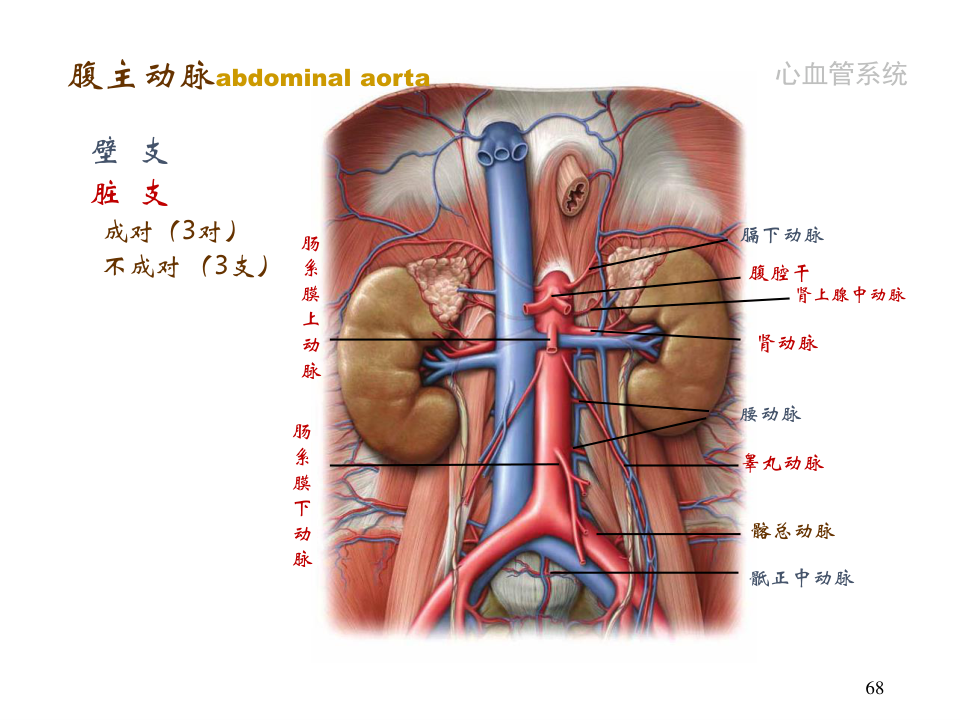 腹主动脉abdominal aorta
心血管系统
壁 支
脏 支
成对（3对）
不成对（3支）
肠系膜上动脉
肠系膜下动脉
膈下动脉
腹腔干
肾上腺中动脉
肾动脉
腰动脉
睾丸动脉
髂总动脉
骶正中动脉
68